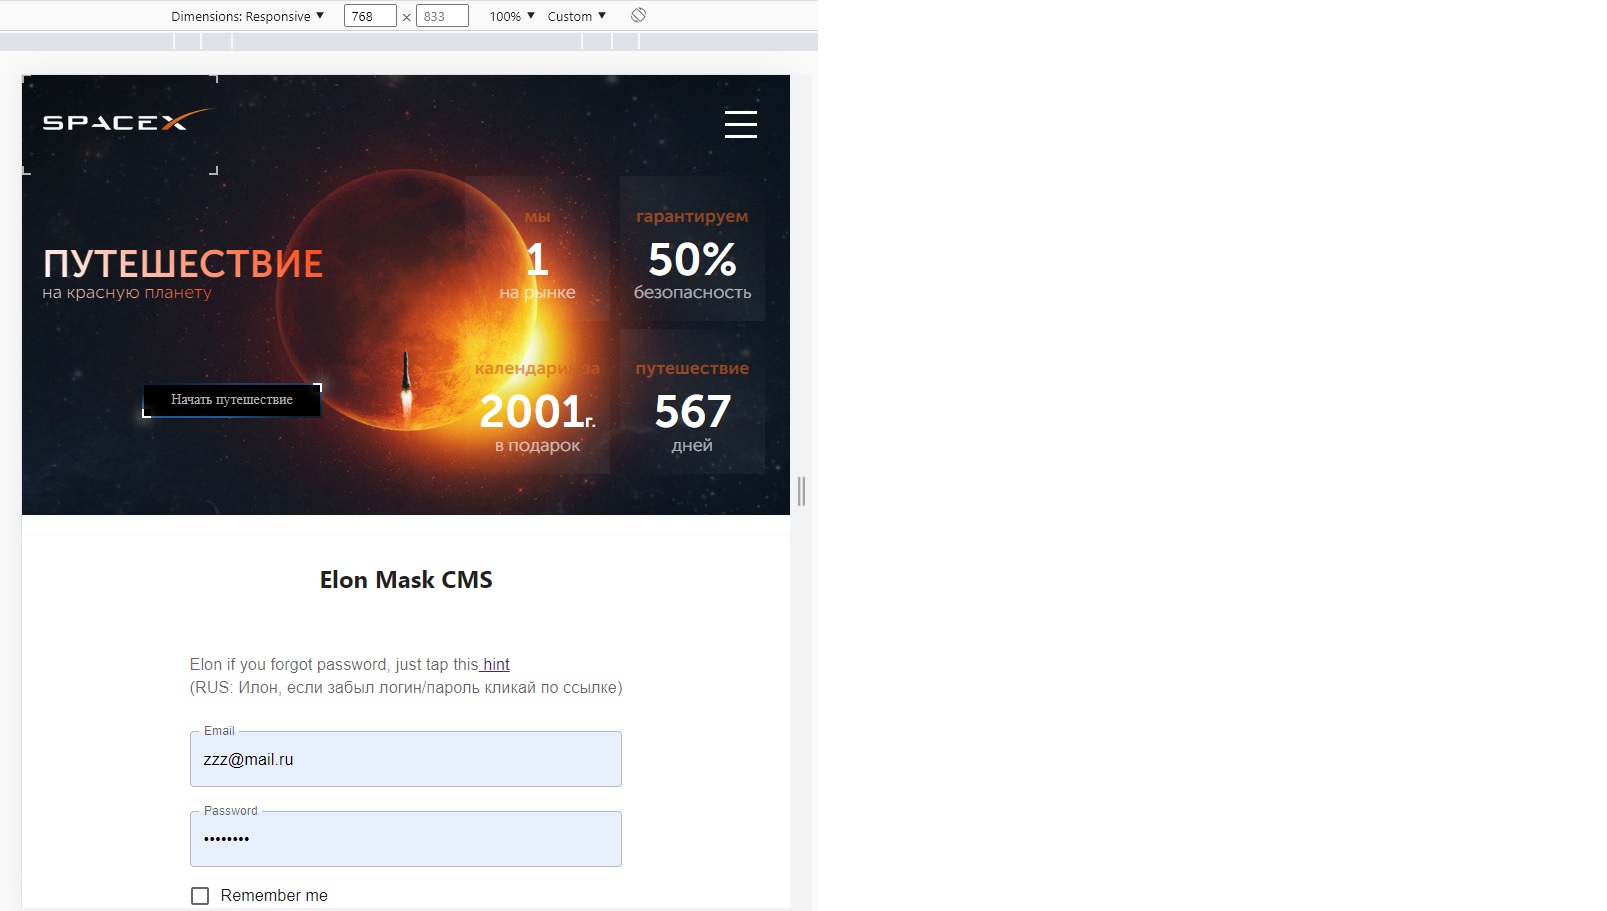 Dimensions: Responsive ▼ 768 × 833 100% ▼ Custom ▼
SPACEX
ПУТЕШЕСТВИЕ
на красную планету
Начать путешествие
мы
1
на рынке
гарантируем
50%
безопасность
календарик за
2001г.
в подарок
путешествие
567
дней
Elon Mask CMS
Elon if you forgot password, just tap this hint
(RUS: Илон, если забыл логин/пароль кликай по ссылке)
Email
zzz@mail.ru
Password
••••••••
Remember me